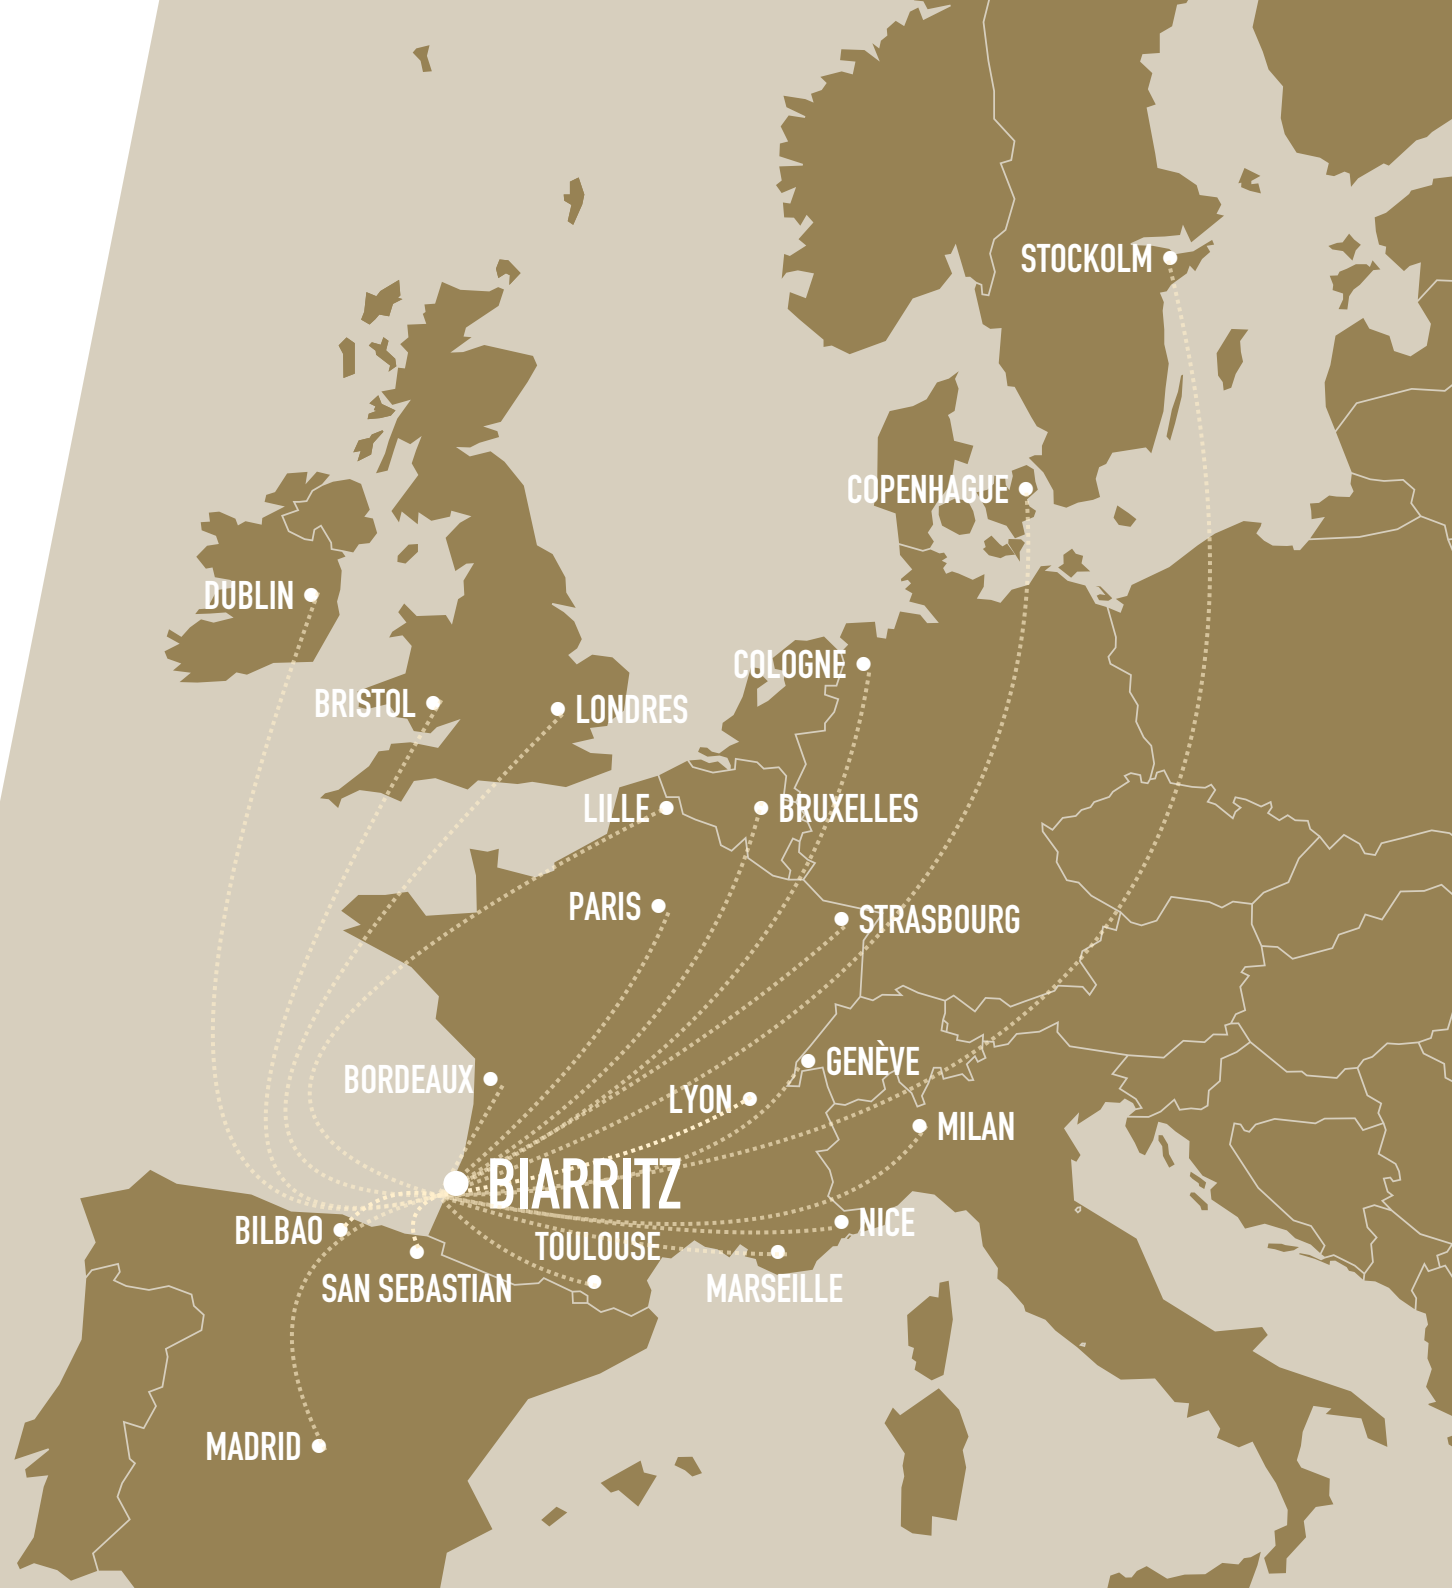 STOCKOLM
COPENHAGUE
DUBLIN
COLOGNE
BRISTOL
LONDRES
LILLE
BRUXELLES
PARIS
STRASBOURG
GENÈVE
BORDEAUX
LYON
MILAN
BIARRITZ
BILBAO
NICE
TOULOUSE
SAN SEBASTIAN
MARSEILLE
MADRID